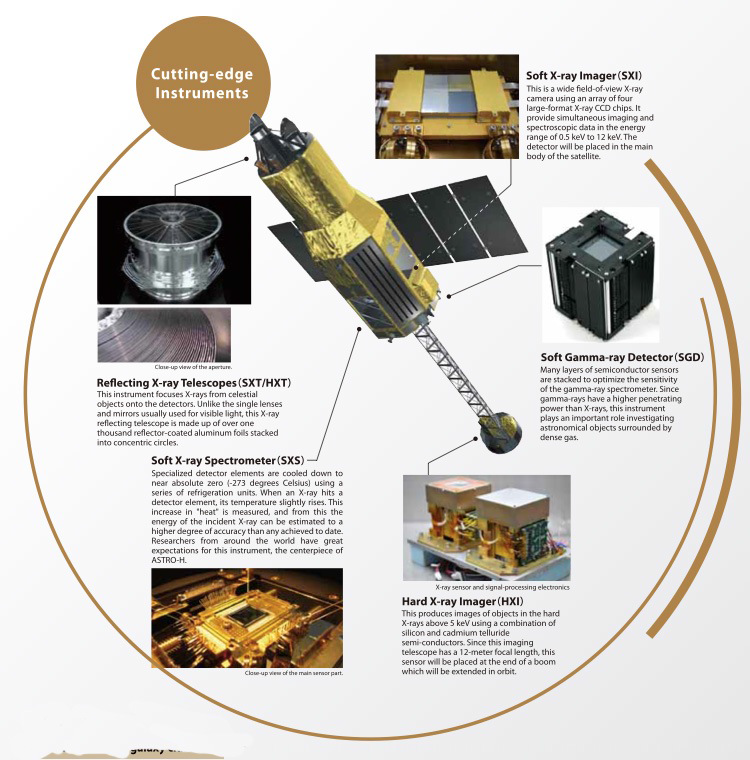 Cutting-edge
Instruments
Soft X-ray Imager (SXI)
This is a wide field-of-view X-ray
camera using an array of four
large-format X-ray CCD chips. It
provide simultaneous imaging and
spectroscopic data in the energy
range of 0.5 keV to 12 keV. The
detector will be placed in the main
body of the satellite.
Close-up view of the aperture.
Reflecting X-ray Telescopes (SXT/HXT)
This instrument focuses X-rays from celestial
objects onto the detectors. Unlike the single lenses
and mirrors usually used for visible light, this X-ray
reflecting telescope is made up of over one
thousand reflector-coated aluminum foils stacked
into concentric circles.
Soft Gamma-ray Detector (SGD)
Many layers of semiconductor sensors
are stacked to optimize the sensitivity
of the gamma-ray spectrometer. Since
gamma-rays have a higher penetrating
power than X-rays, this instrument
plays an important role investigating
astronomical objects surrounded by
dense gas.
Soft X-ray Spectrometer (SXS)
Specialized detector elements are cooled down to
near absolute zero (-273 degrees Celsius) using a
series of refrigeration units. When an X-ray hits a
detector element, its temperature slightly rises. This
increase in "heat" is measured, and from this the
energy of the incident X-ray can be estimated to a
higher degree of accuracy than any achieved to date.
Researchers from around the world have great
expectations for this instrument, the centerpiece of
ASTRO-H.
Close-up view of the main sensor part.
X-ray sensor and signal-processing electronics
Hard X-ray Imager (HXI)
This produces images of objects in the hard
X-rays above 5 keV using a combination of
silicon and cadmium telluride
semi-conductors. Since this imaging
telescope has a 12-meter focal length, this
sensor will be placed at the end of a boom
which will be extended in orbit.
galaxy